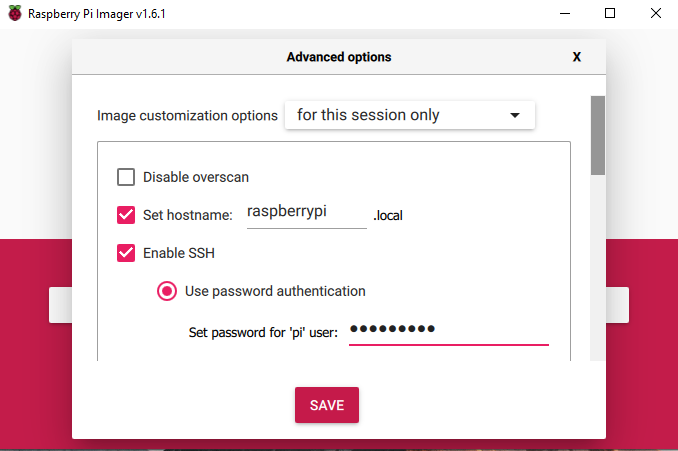 Raspberry Pi Imager v1.6.1
Advanced options X
Image customization options for this session only
Disable overscan
Set hostname: raspberrypi .local
Enable SSH
Use password authentication
Set password for 'pi' user: •••••••••
SAVE